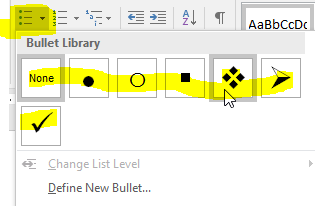 AaBbCcDc
Bullet Library
None
Change List Level
Define New Bullet...